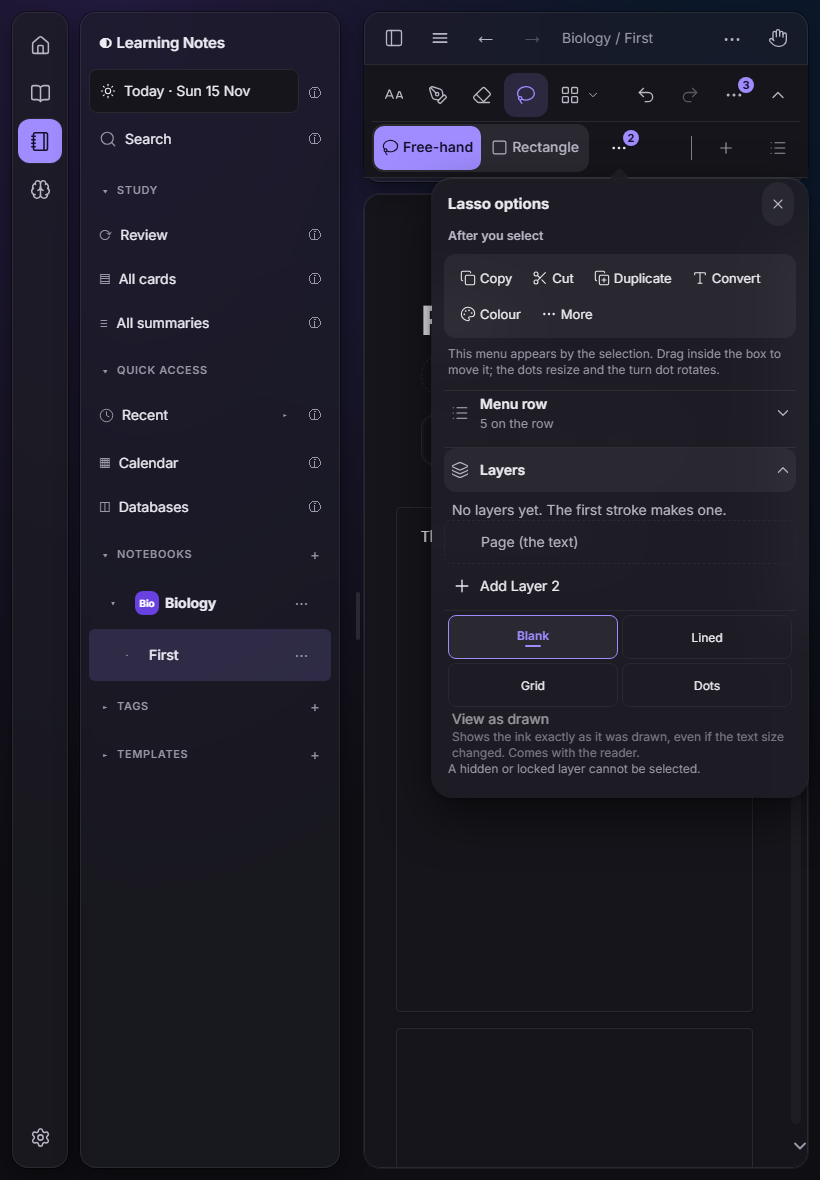 Learning Notes
Today · Sun 15 Nov
Search
STUDY
Review
All cards
All summaries
QUICK ACCESS
Recent
Calendar
Databases
NOTEBOOKS
Bio Biology
First
TAGS
TEMPLATES
Biology / First
AA
3
Free-hand
Rectangle
2
Lasso options
After you select
Copy Cut Duplicate Convert
Colour ··· More
This menu appears by the selection. Drag inside the box to
move it; the dots resize and the turn dot rotates.
Menu row
5 on the row
Layers
No layers yet. The first stroke makes one.
Page (the text)
+ Add Layer 2
Blank
Lined
Grid
Dots
View as drawn
Shows the ink exactly as it was drawn, even if the text size
changed. Comes with the reader.
A hidden or locked layer cannot be selected.